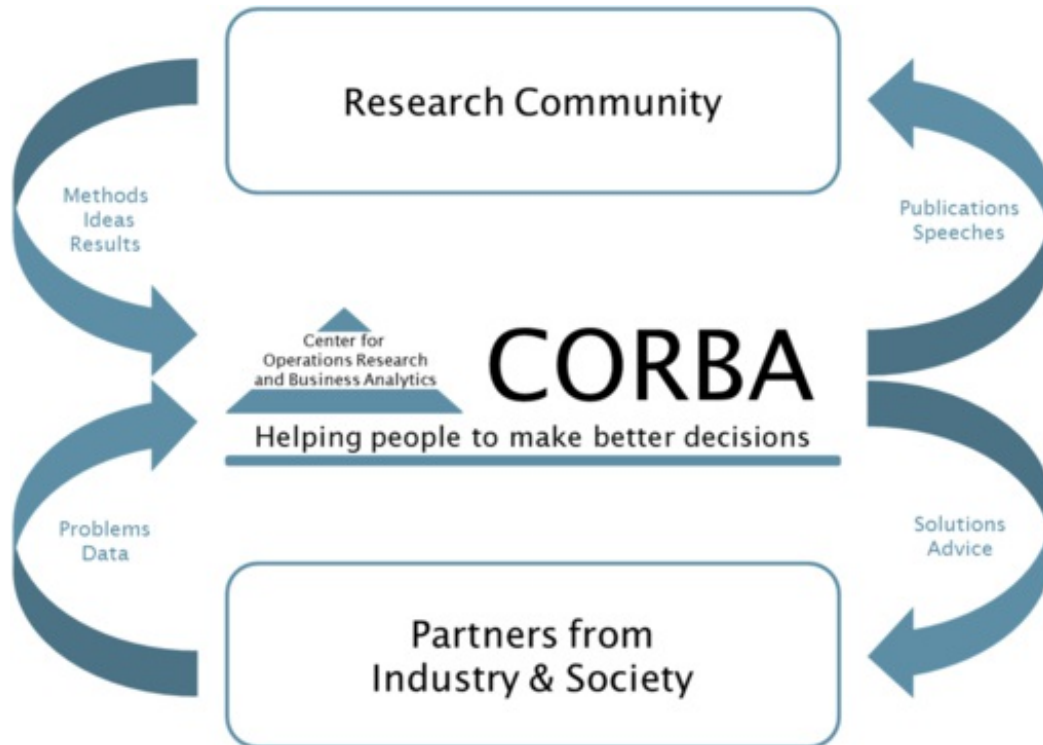 Research Community
Methods
Ideas
Results
Publications
Speeches
Center for
Operations Research
and Business Analytics
CORBA
Helping people to make better decisions
Problems
Data
Solutions
Advice
Partners from
Industry & Society